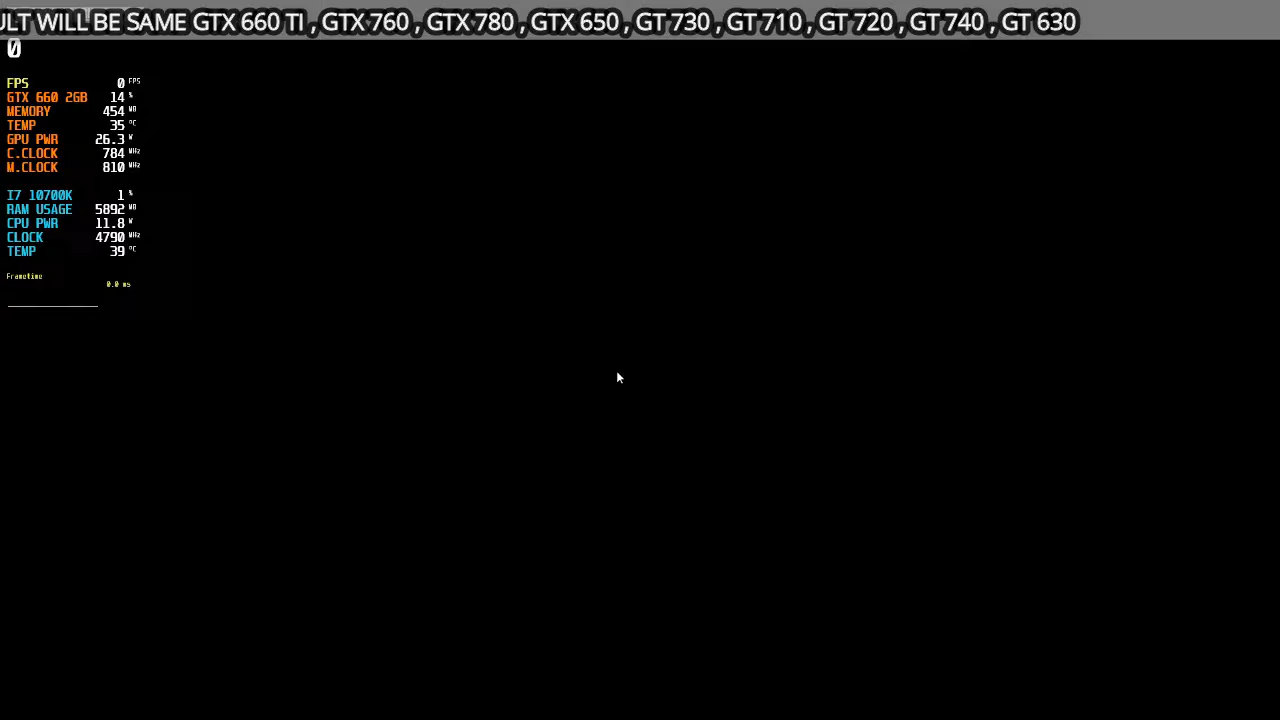 ULT WILL BE SAME GTX 660 TI , GTX 760 , GTX 780 , GTX 650 , GT 730 , GT 710 , GT 720 , GT 740 , GT 630
0
FPS 0 FPS
GTX 660 2GB 14 %
MEMORY 454 MB
TEMP 35 °C
GPU PWR 26.3 W
C.CLOCK 784 MHz
M.CLOCK 810 MHz
I7 10700K 1 %
RAM USAGE 5892 MB
CPU PWR 11.8 W
CLOCK 4790 MHz
TEMP 39 °C
Frametime
0.0 ms